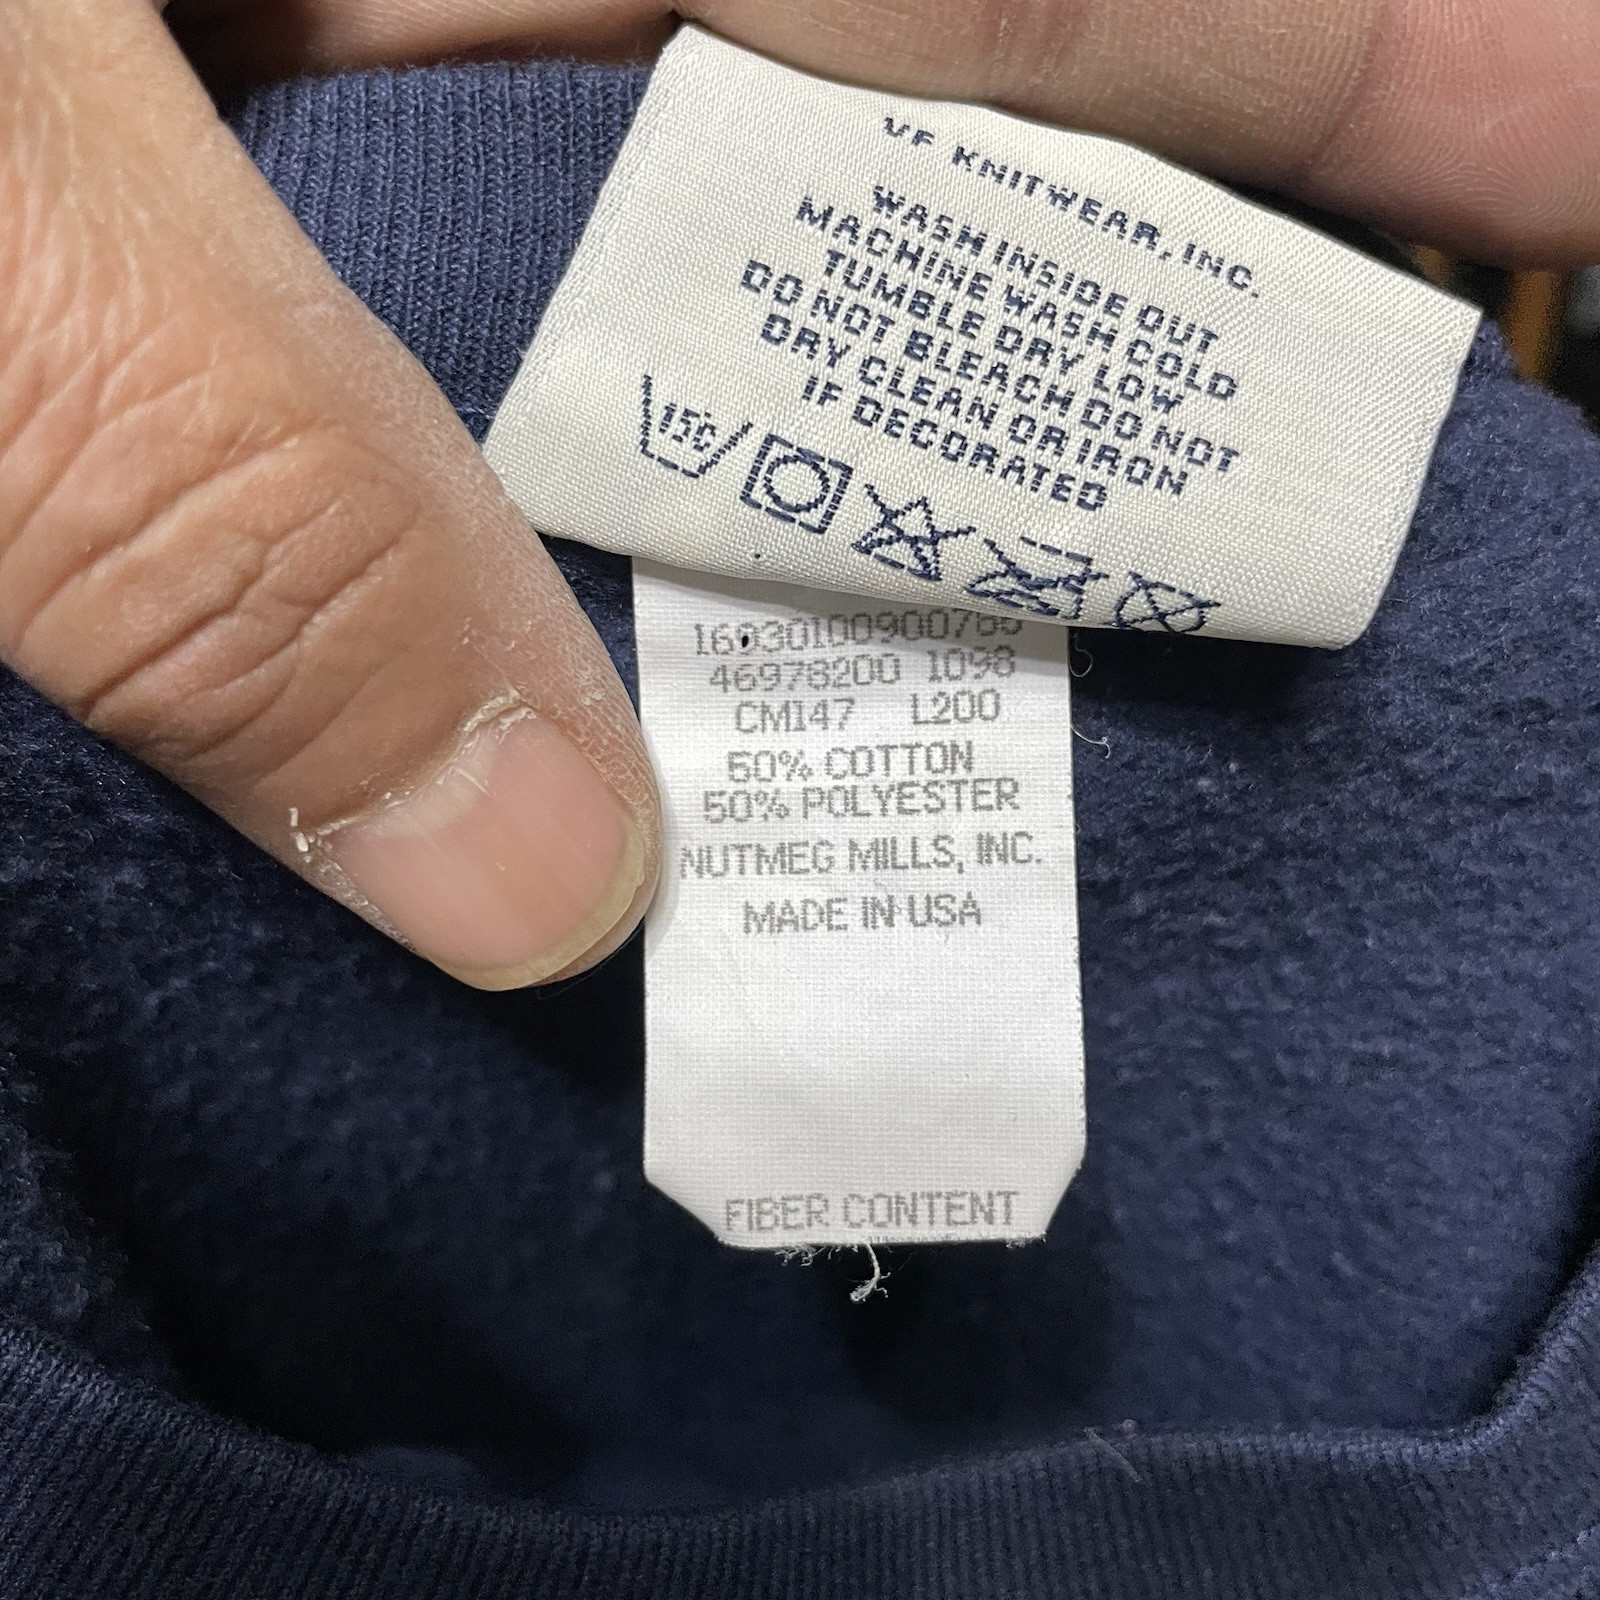 VF KNITWEAR, INC.
WASH INSIDE OUT
MACHINE WASH COLD
TUMBLE DRY LOW
DO NOT BLEACH DO NOT
DRY CLEAN OR IRON
IF DECORATED
15°C
46978200 1098
CM147 L200
50% COTTON
50% POLYESTER
NUTMEG MILLS, INC.
MADE IN USA
FIBER CONTENT